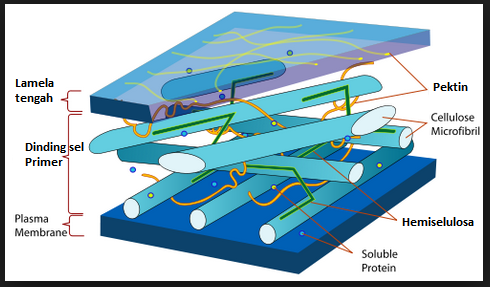 Lamela
tengah
Pektin
Cellulose
Microfibril
Dinding sel
Primer
Plasma
Membrane
Hemiselulosa
Soluble
Protein